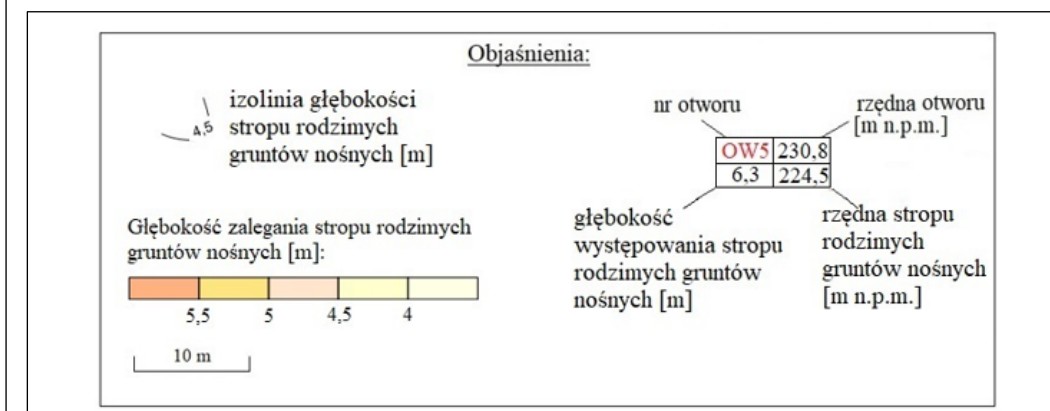 Objaśnienia:
4,5
izolinia głębokości
stropu rodzimych
gruntów nośnych [m]
nr otworu
rzędna otworu
[m n.p.m.]
OW5 230,8
6,3 224,5
głębokość
występowania stropu
rodzimych gruntów
nośnych [m]
rzędna stropu
rodzimych
gruntów nośnych
[m n.p.m.]
Głębokość zalegania stropu rodzimych
gruntów nośnych [m]:
5,5 5 4,5 4
10 m